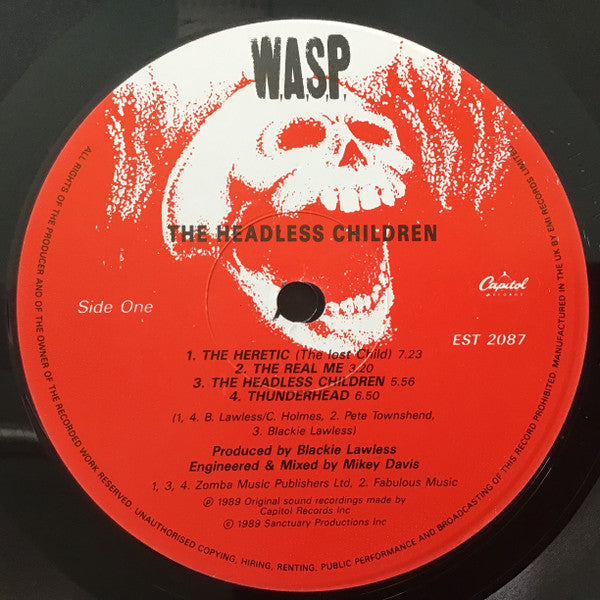 W.A.S.P.
THE HEADLESS CHILDREN
Side One
Capitol
RECORDS
EST 2087
1. THE HERETIC (The lost Child) 7.23
2. THE REAL ME 3.20
3. THE HEADLESS CHILDREN 5.56
4. THUNDERHEAD 6.50
(1, 4. B. Lawless/C. Holmes, 2. Pete Townshend,
3. Blackie Lawless)
Produced by Blackie Lawless
Engineered & Mixed by Mikey Davis
1, 3, 4. Zomba Music Publishers Ltd, 2. Fabulous Music
℗ 1989 Original sound recordings made by
Capitol Records Inc
© 1989 Sanctuary Productions Inc
ALL RIGHTS OF THE PRODUCER AND OF THE OWNER OF THE RECORDED WORK RESERVED. UNAUTHORISED COPYING, HIRING, RENTING, PUBLIC PERFORMANCE AND BROADCASTING OF THIS RECORD PROHIBITED. MANUFACTURED IN THE UK BY EMI RECORDS LIMITED